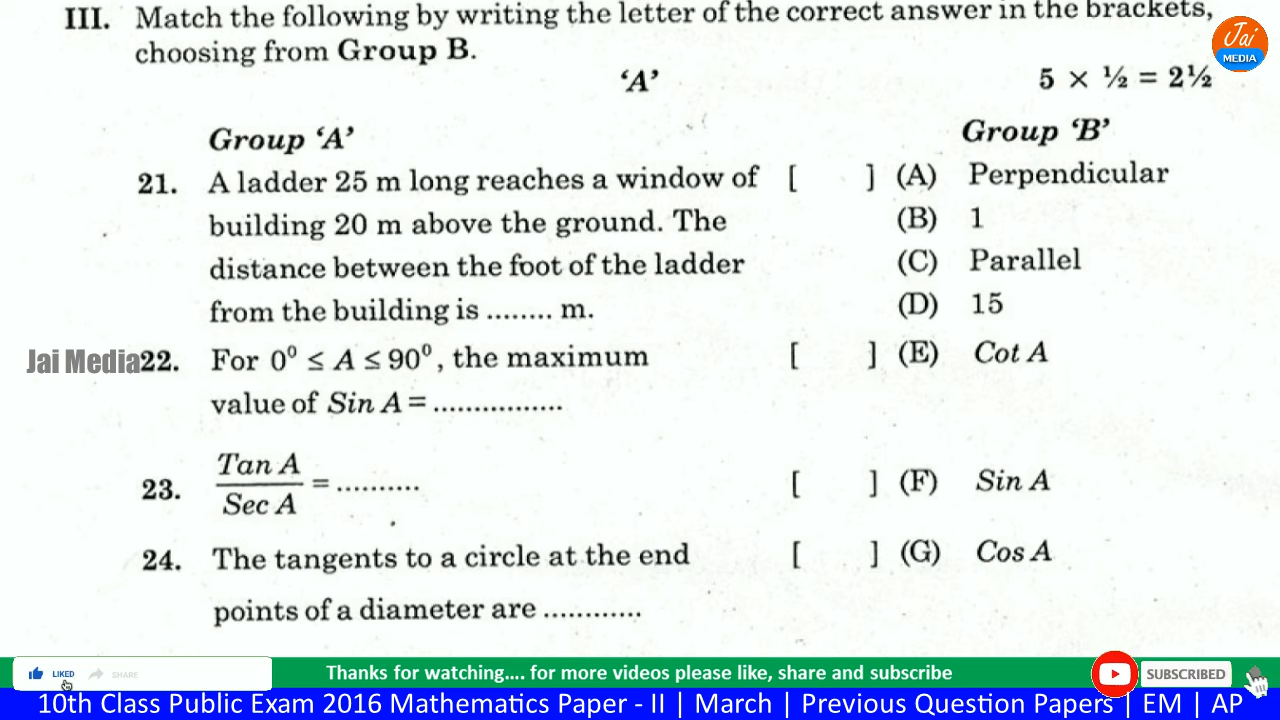 III. Match the following by writing the letter of the correct answer in the brackets,
choosing from Group B.
Jai
MEDIA
'A'
5 × ½ = 2½
Group 'A'
Group 'B'
21. A ladder 25 m long reaches a window of [ ] (A) Perpendicular
building 20 m above the ground. The (B) 1
distance between the foot of the ladder (C) Parallel
from the building is ........ m. (D) 15
Jai Media
22. For 0⁰ ≤ A ≤ 90⁰, the maximum [ ] (E) Cot A
value of Sin A = ................
23. Tan A / Sec A = .......... [ ] (F) Sin A
24. The tangents to a circle at the end [ ] (G) Cos A
points of a diameter are ............
LIKED SHARE
Thanks for watching.... for more videos please like, share and subscribe
SUBSCRIBED
10th Class Public Exam 2016 Mathematics Paper - II | March | Previous Question Papers | EM | AP